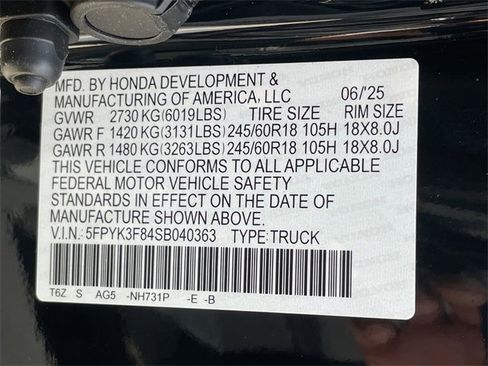 MFD. BY HONDA DEVELOPMENT &
MANUFACTURING OF AMERICA, LLC 06/'25
GVWR 2730 KG(6019LBS) TIRE SIZE RIM SIZE
GAWR F 1420 KG(3131LBS) 245/60R18 105H 18X8.0J
GAWR R 1480 KG(3263LBS) 245/60R18 105H 18X8.0J
THIS VEHICLE CONFORMS TO ALL APPLICABLE
FEDERAL MOTOR VEHICLE SAFETY
STANDARDS IN EFFECT ON THE DATE OF
MANUFACTURE SHOWN ABOVE.
V.I.N.: 5FPYK3F84SB040363 TYPE:TRUCK
T6Z S AG5 -NH731P -E -B